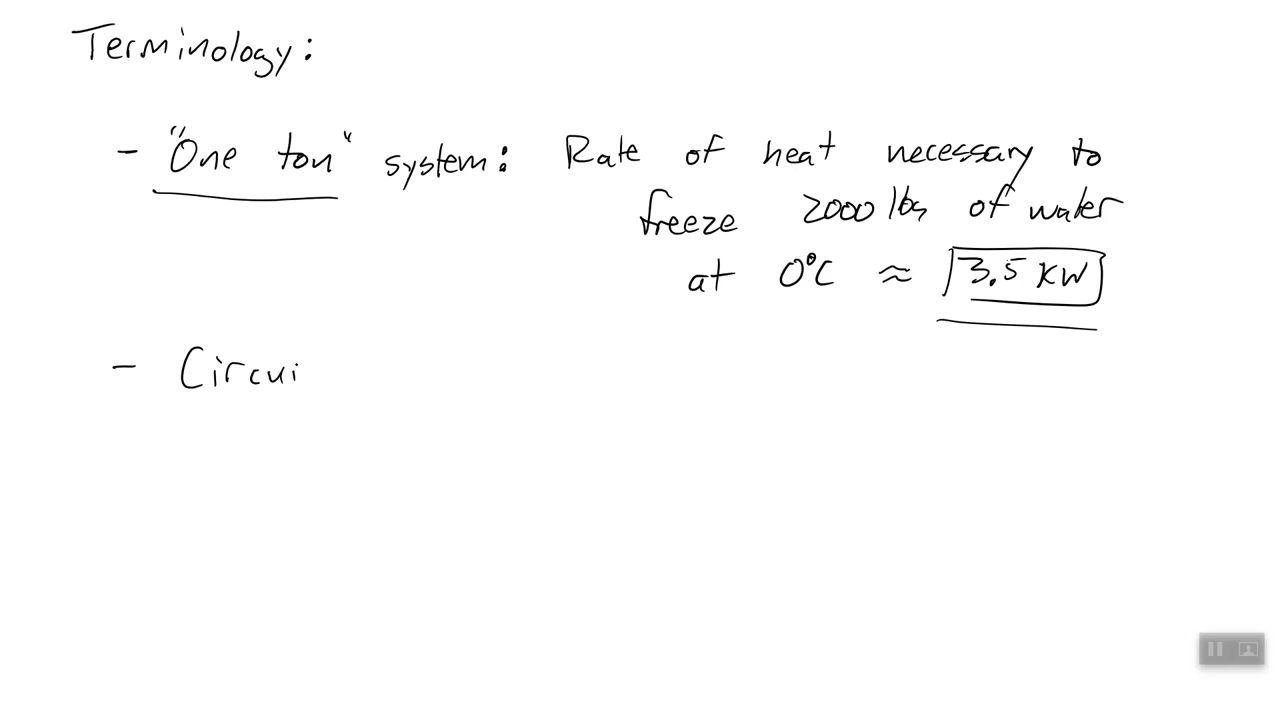 Terminology:
- "One ton" system: Rate of heat necessary to
freeze 2000 lbs of water
at 0°C ≈ 3.5 kW
- Circui